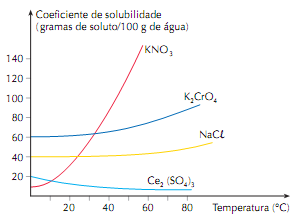 Coeficiente de solubilidade
(gramas de soluto/100 g de água)
KNO₃
140
120
K₂CrO₄
100
80
NaCℓ
60
40
20
Ce₂ (SO₄)₃
20 40 60 80 Temperatura (ºC)